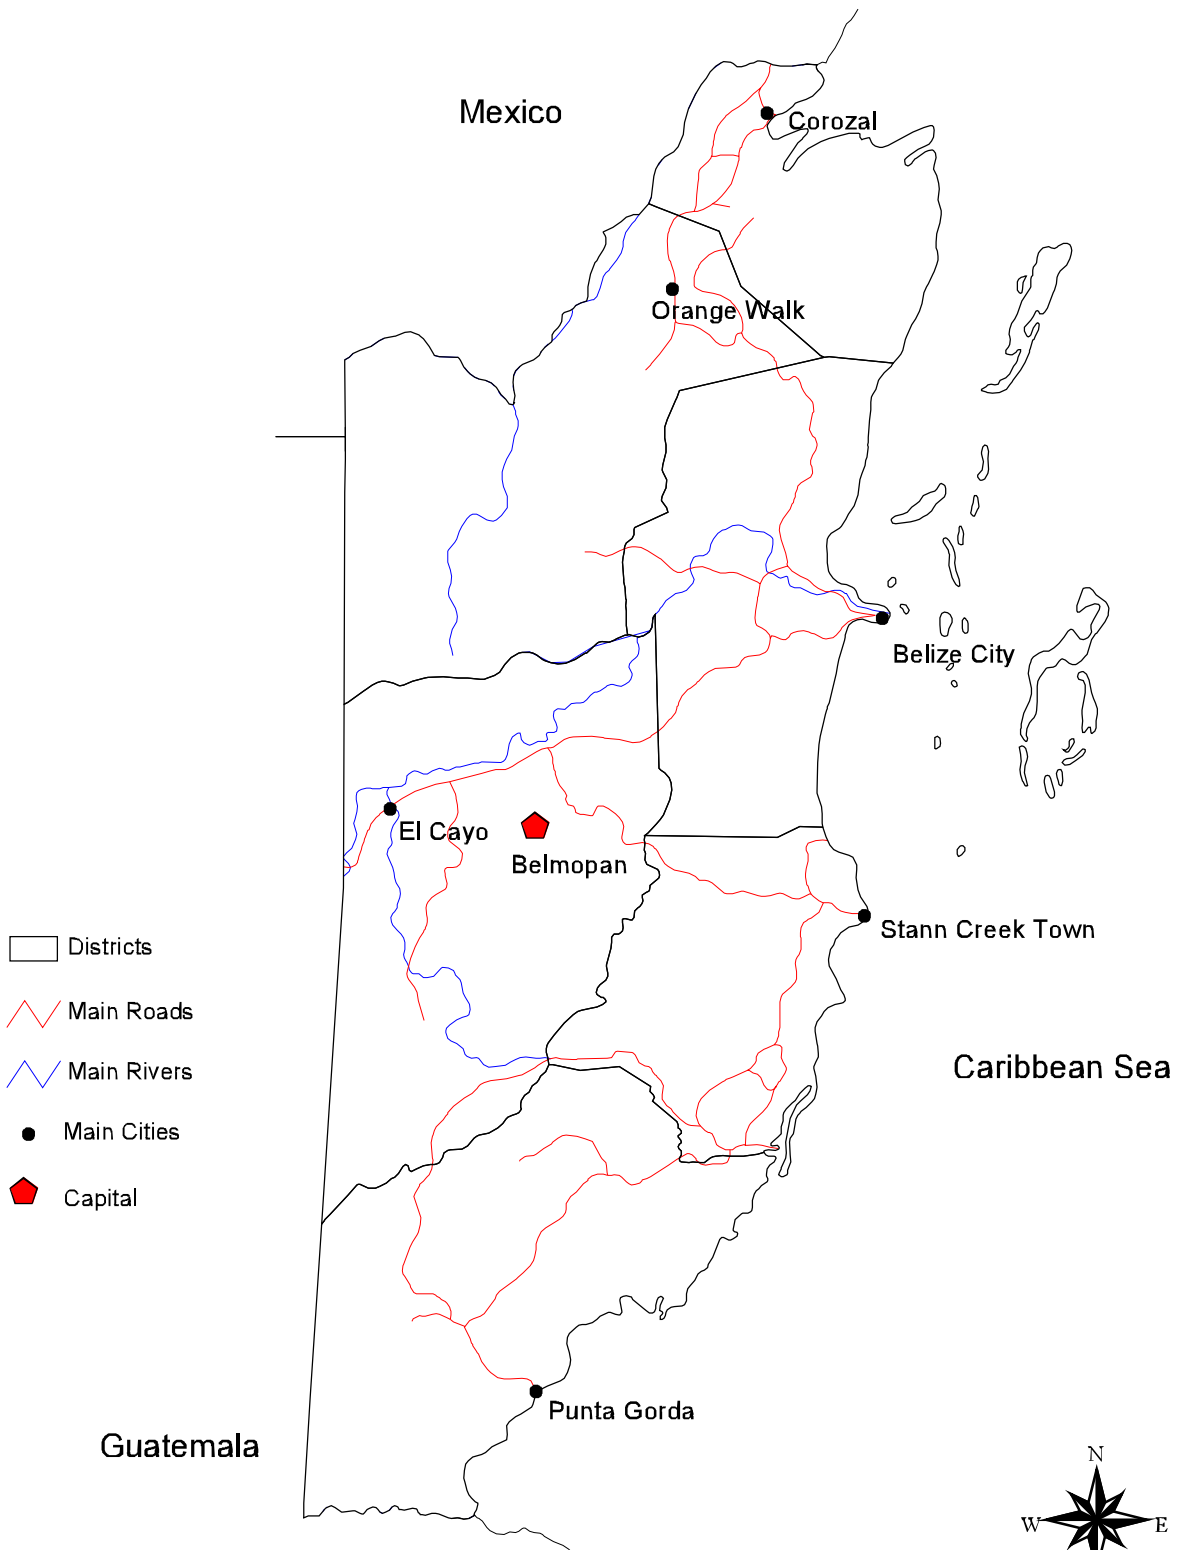 Mexico
Corozal
Orange Walk
Belize City
El Cayo
Belmopan
Stann Creek Town
Districts
Main Roads
Main Rivers
Main Cities
Capital
Caribbean Sea
Punta Gorda
Guatemala
N
W
E